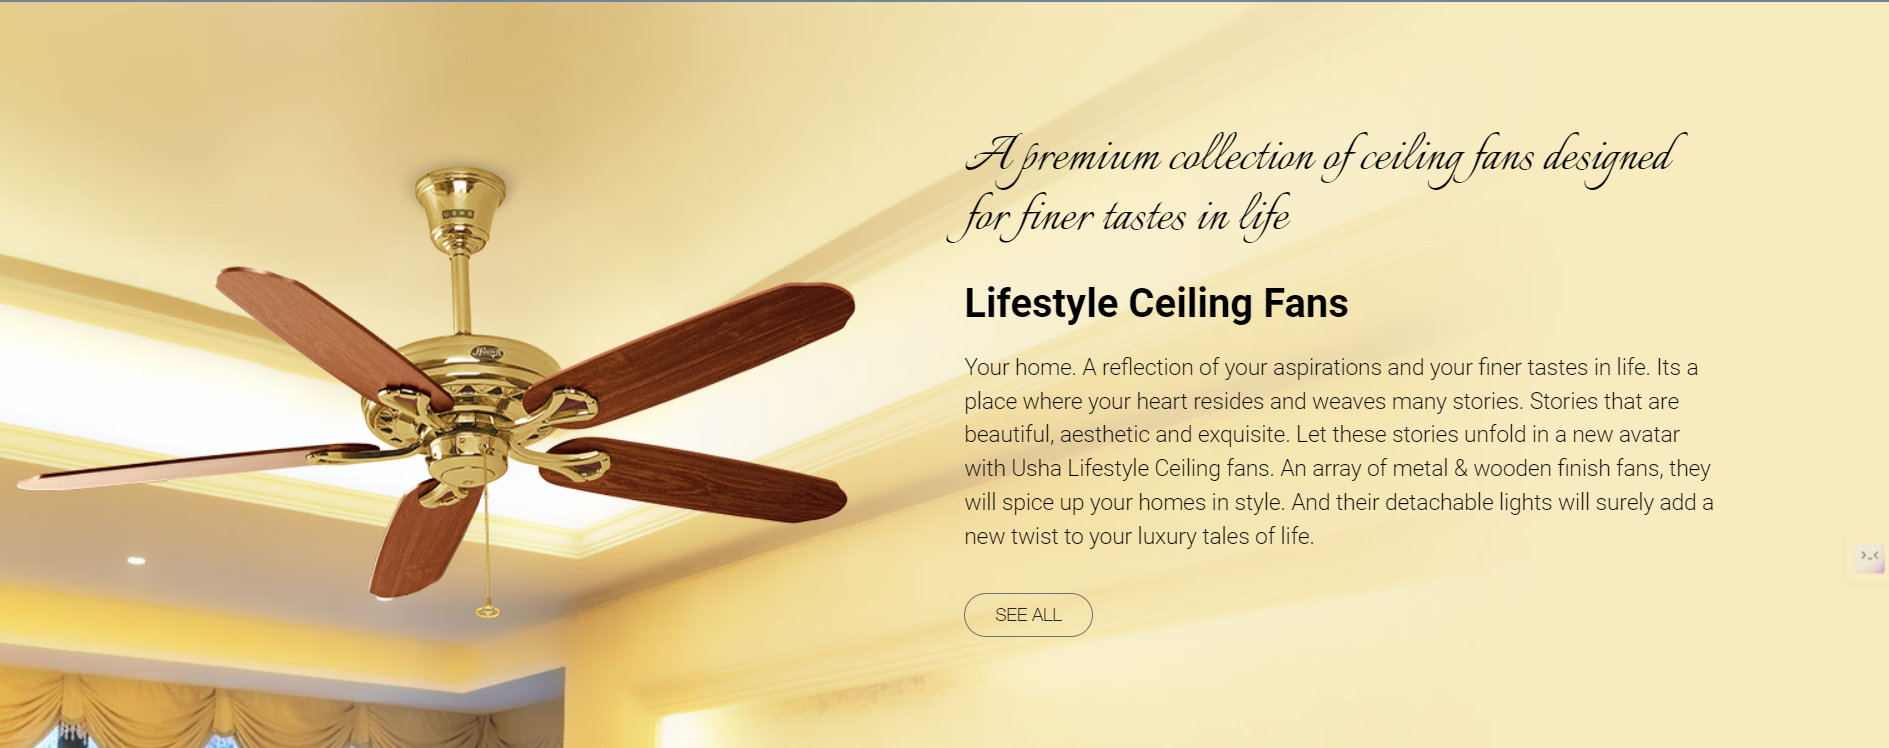 USHA
A premium collection of ceiling fans designed
for finer tastes in life
Lifestyle Ceiling Fans
Your home. A reflection of your aspirations and your finer tastes in life. Its a
place where your heart resides and weaves many stories. Stories that are
beautiful, aesthetic and exquisite. Let these stories unfold in a new avatar
with Usha Lifestyle Ceiling fans. An array of metal & wooden finish fans, they
will spice up your homes in style. And their detachable lights will surely add a
new twist to your luxury tales of life.
SEE ALL